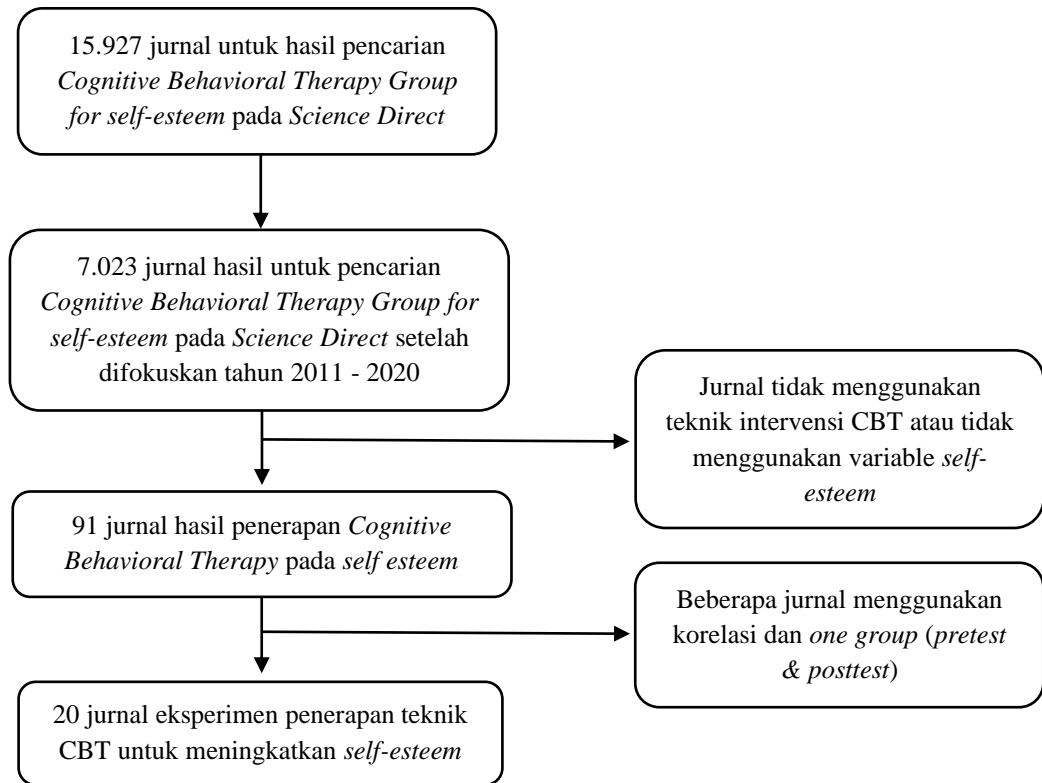 15.927 jurnal untuk hasil pencarian
Cognitive Behavioral Therapy Group
for self-esteem pada Science Direct
7.023 jurnal hasil untuk pencarian
Cognitive Behavioral Therapy Group for
self-esteem pada Science Direct setelah
difokuskan tahun 2011 - 2020
Jurnal tidak menggunakan
teknik intervensi CBT atau tidak
menggunakan variable self-
esteem
91 jurnal hasil penerapan Cognitive
Behavioral Therapy pada self esteem
Beberapa jurnal menggunakan
korelasi dan one group (pretest
& posttest)
20 jurnal eksperimen penerapan teknik
CBT untuk meningkatkan self-esteem